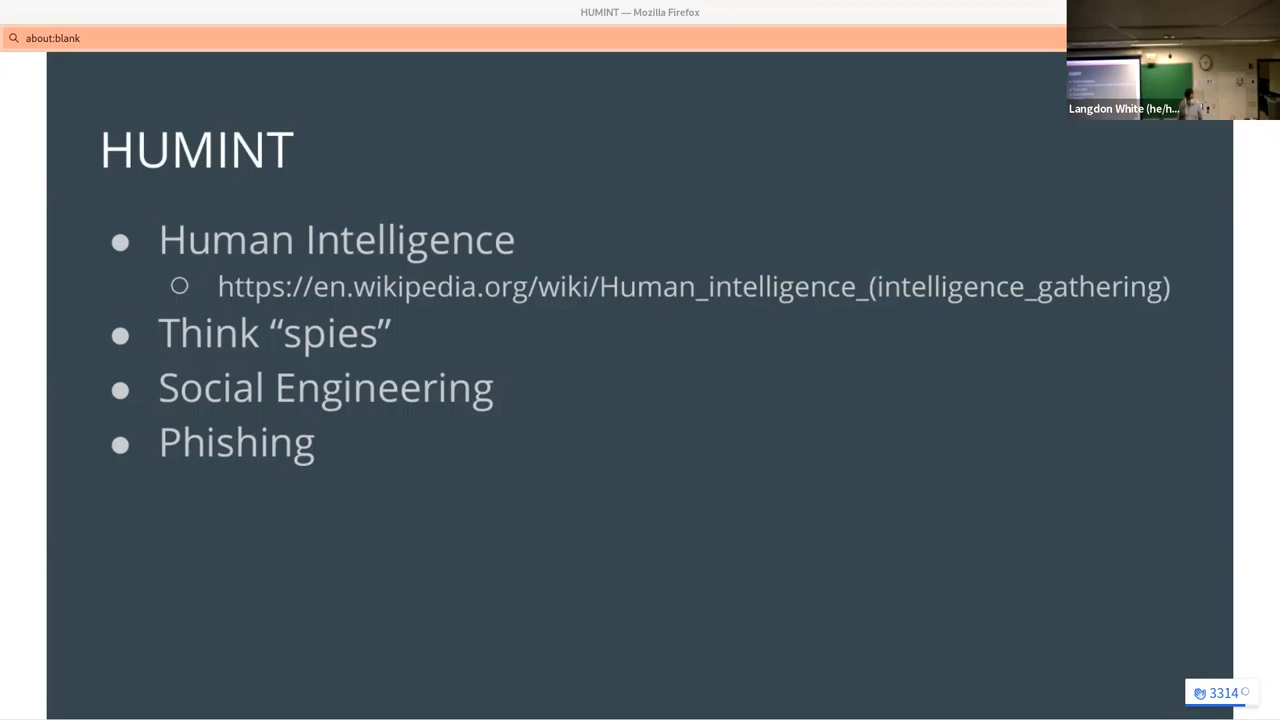 HUMINT — Mozilla Firefox
about:blank
Langdon White (he/h...
HUMINT
● Human Intelligence
○ https://en.wikipedia.org/wiki/Human_intelligence_(intelligence_gathering)
● Think “spies”
● Social Engineering
● Phishing
3314